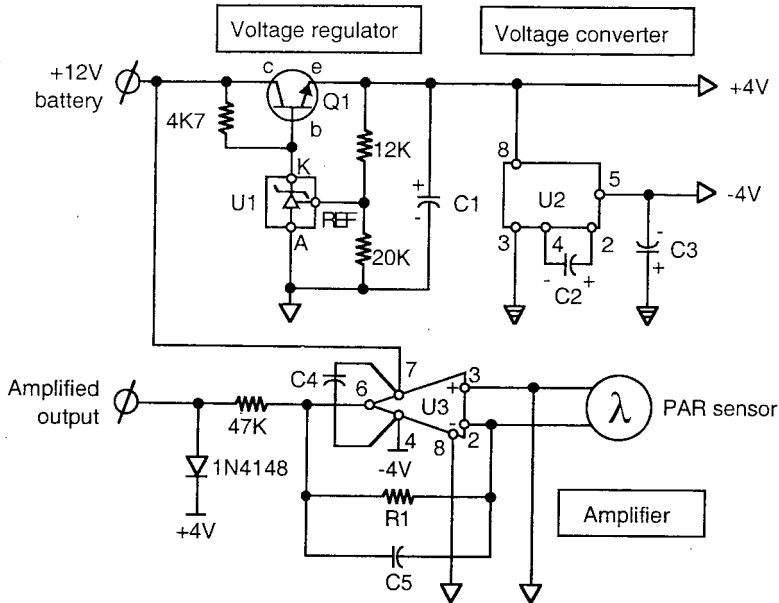 Voltage regulator
Voltage converter
+12V
battery
c
e
Q1
b
+4V
4K7
12K
K
U1
REF
A
20K
+
-
C1
8
U2
5
-4V
3
4
2
-
+
C2
-
+
C3
Amplified
output
47K
C4
6
7
3
+
U3
-
2
4
8
-4V
λ
PAR sensor
1N4148
+4V
R1
C5
Amplifier